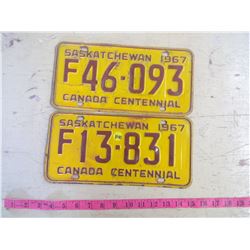 SASKATCHEWAN 1967
F46-093
CANADA CENTENNIAL
SASKATCHEWAN 1967
F13-831
CANADA CENTENNIAL